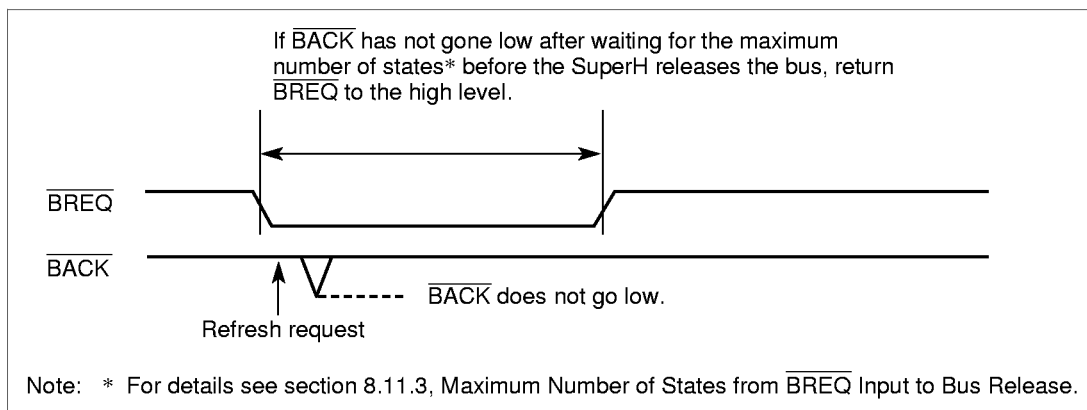 If BACK has not gone low after waiting for the maximum
number of states* before the SuperH releases the bus, return
BREQ to the high level.
BREQ
BACK
BACK does not go low.
Refresh request
Note: * For details see section 8.11.3, Maximum Number of States from BREQ Input to Bus Release.